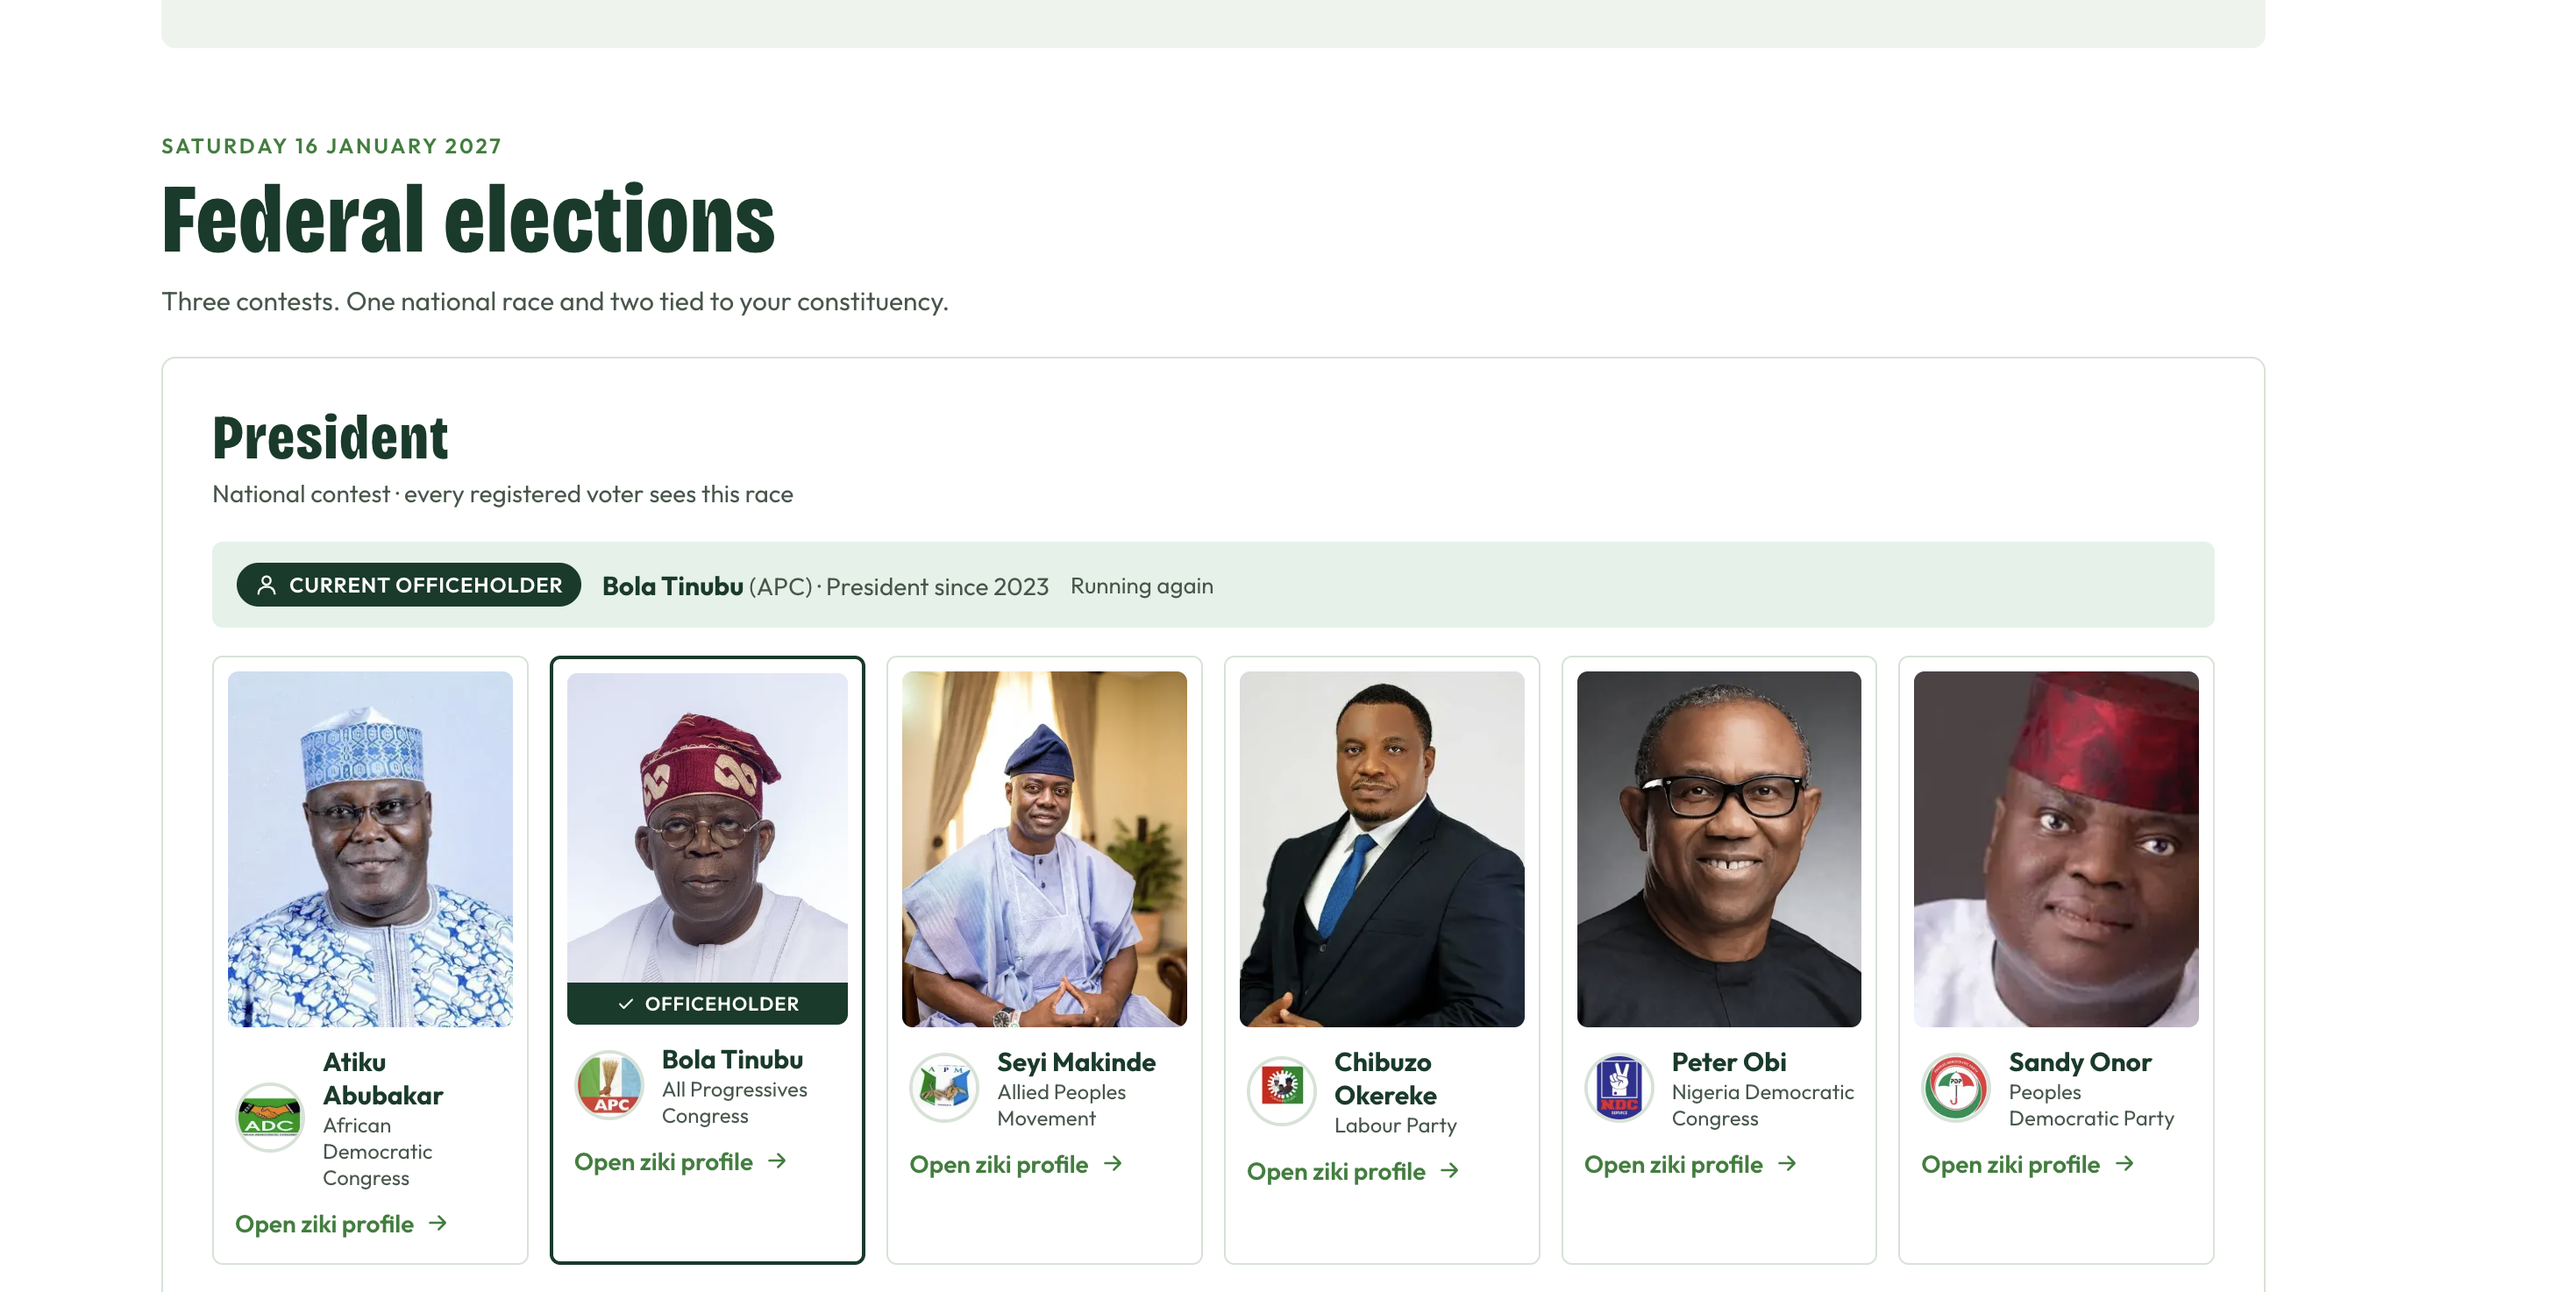 SATURDAY 16 JANUARY 2027
Federal elections
Three contests. One national race and two tied to your constituency.
President
National contest · every registered voter sees this race
CURRENT OFFICEHOLDER Bola Tinubu (APC) · President since 2023 Running again
ADC
Atiku
Abubakar
African
Democratic
Congress
Open ziki profile →
✓ OFFICEHOLDER
APC
Bola Tinubu
All Progressives
Congress
Open ziki profile →
A P M
Seyi Makinde
Allied Peoples
Movement
Open ziki profile →
Chibuzo
Okereke
Labour Party
Open ziki profile →
NDC
Peter Obi
Nigeria Democratic
Congress
Open ziki profile →
PDP
Sandy Onor
Peoples
Democratic Party
Open ziki profile →